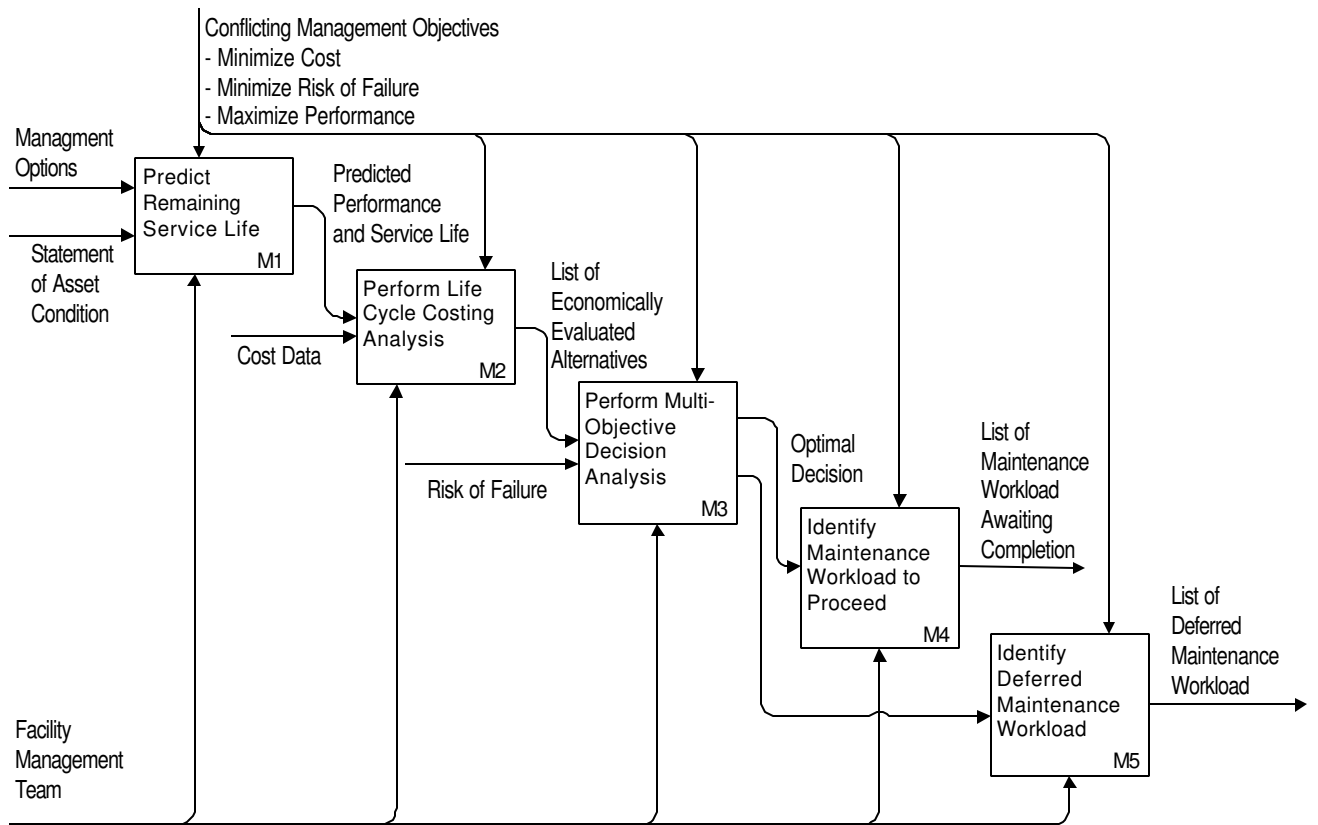 Conflicting Management Objectives
- Minimize Cost
- Minimize Risk of Failure
- Maximize Performance
Managment
Options
Statement
of Asset
Condition
Predict
Remaining
Service Life
M1
Predicted
Performance
and Service Life
Cost Data
Perform Life
Cycle Costing
Analysis
M2
List of
Economically
Evaluated
Alternatives
Risk of Failure
Perform Multi-
Objective
Decision
Analysis
M3
Optimal
Decision
Identify
Maintenance
Workload to
Proceed
M4
List of
Maintenance
Workload
Awaiting
Completion
Identify
Deferred
Maintenance
Workload
M5
List of
Deferred
Maintenance
Workload
Facility
Management
Team